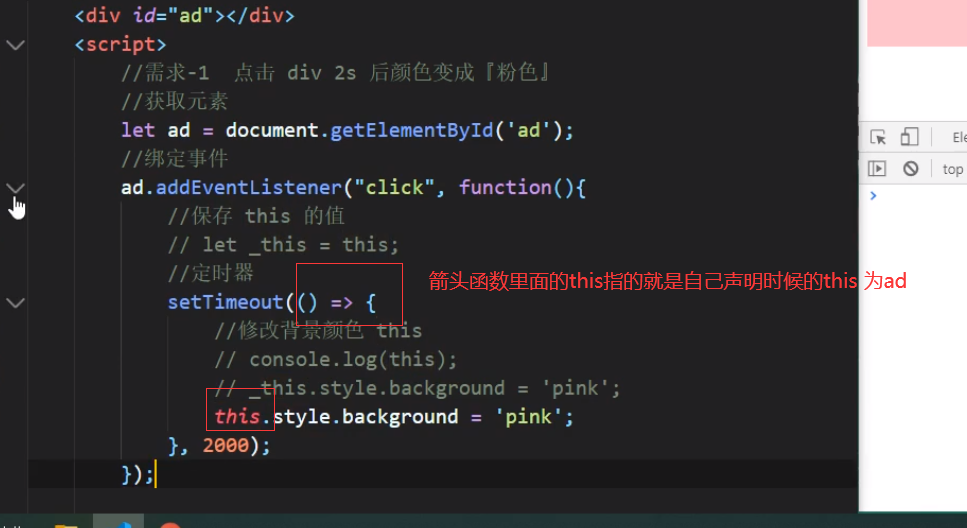 <div id="ad"></div>
<script>
//需求-1 点击 div 2s 后颜色变成『粉色』
//获取元素
let ad = document.getElementById('ad');
//绑定事件
ad.addEventListener("click", function(){
//保存 this 的值
// let _this = this;
//定时器
setTimeout(() => {
箭头函数里面的this指的就是自己声明时候的this 为ad
//修改背景颜色 this
// console.log(this);
// _this.style.background = 'pink';
this.style.background = 'pink';
}, 2000);
});
Ele
top